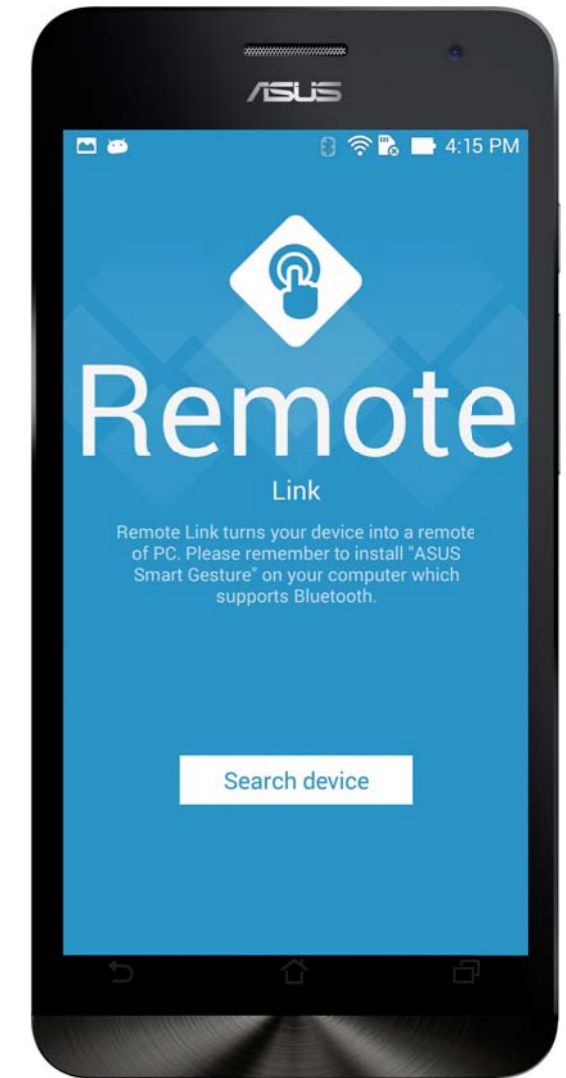 ASUS
4:15 PM
Remote
Link
Remote Link turns your device into a remote
of PC. Please remember to install "ASUS
Smart Gesture" on your computer which
supports Bluetooth.
Search device